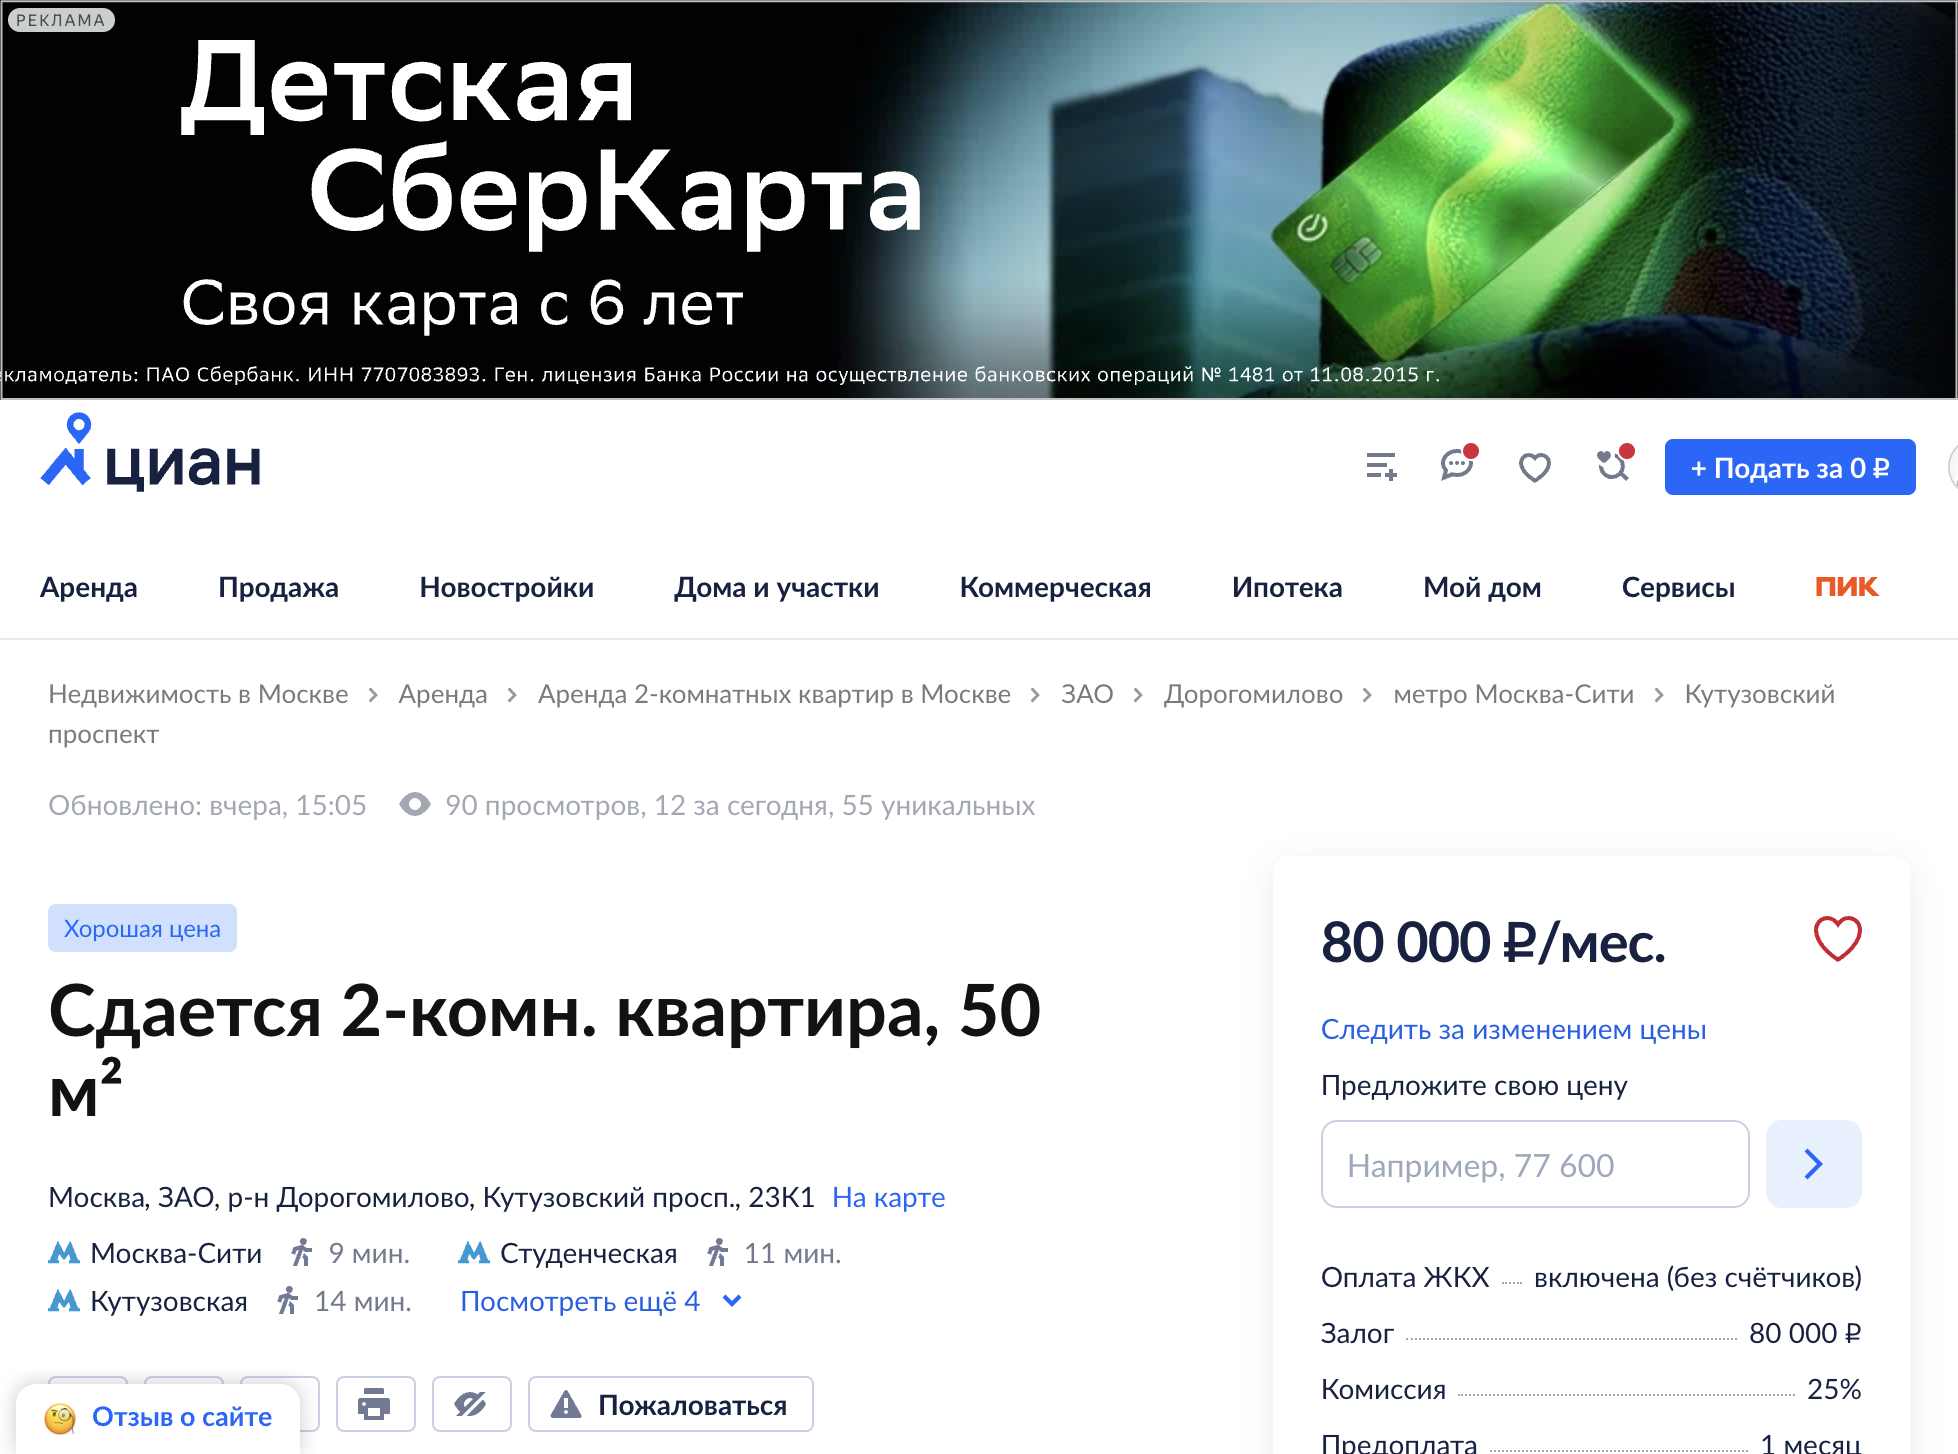 РЕКЛАМА
Детская
СберКарта
Своя карта с 6 лет
кламодатель: ПАО Сбербанк. ИНН 7707083893. Ген. лицензия Банка России на осуществление банковских операций № 1481 от 11.08.2015 г.
циан
+ Подать за 0 ₽
Аренда Продажа Новостройки Дома и участки Коммерческая Ипотека Мой дом Сервисы ПИК
Недвижимость в Москве > Аренда > Аренда 2-комнатных квартир в Москве > ЗАО > Дорогомилово > метро Москва-Сити > Кутузовский
проспект
Обновлено: вчера, 15:05 90 просмотров, 12 за сегодня, 55 уникальных
Хорошая цена
Сдается 2-комн. квартира, 50
м²
Москва, ЗАО, р-н Дорогомилово, Кутузовский просп., 23К1 На карте
Москва-Сити 9 мин. Студенческая 11 мин.
Кутузовская 14 мин. Посмотреть ещё 4
Пожаловаться
Отзыв о сайте
80 000 ₽/мес.
Следить за изменением цены
Предложите свою цену
Например, 77 600
Оплата ЖКХ включена (без счётчиков)
Залог 80 000 ₽
Комиссия 25%
Предоплата 1 месяц